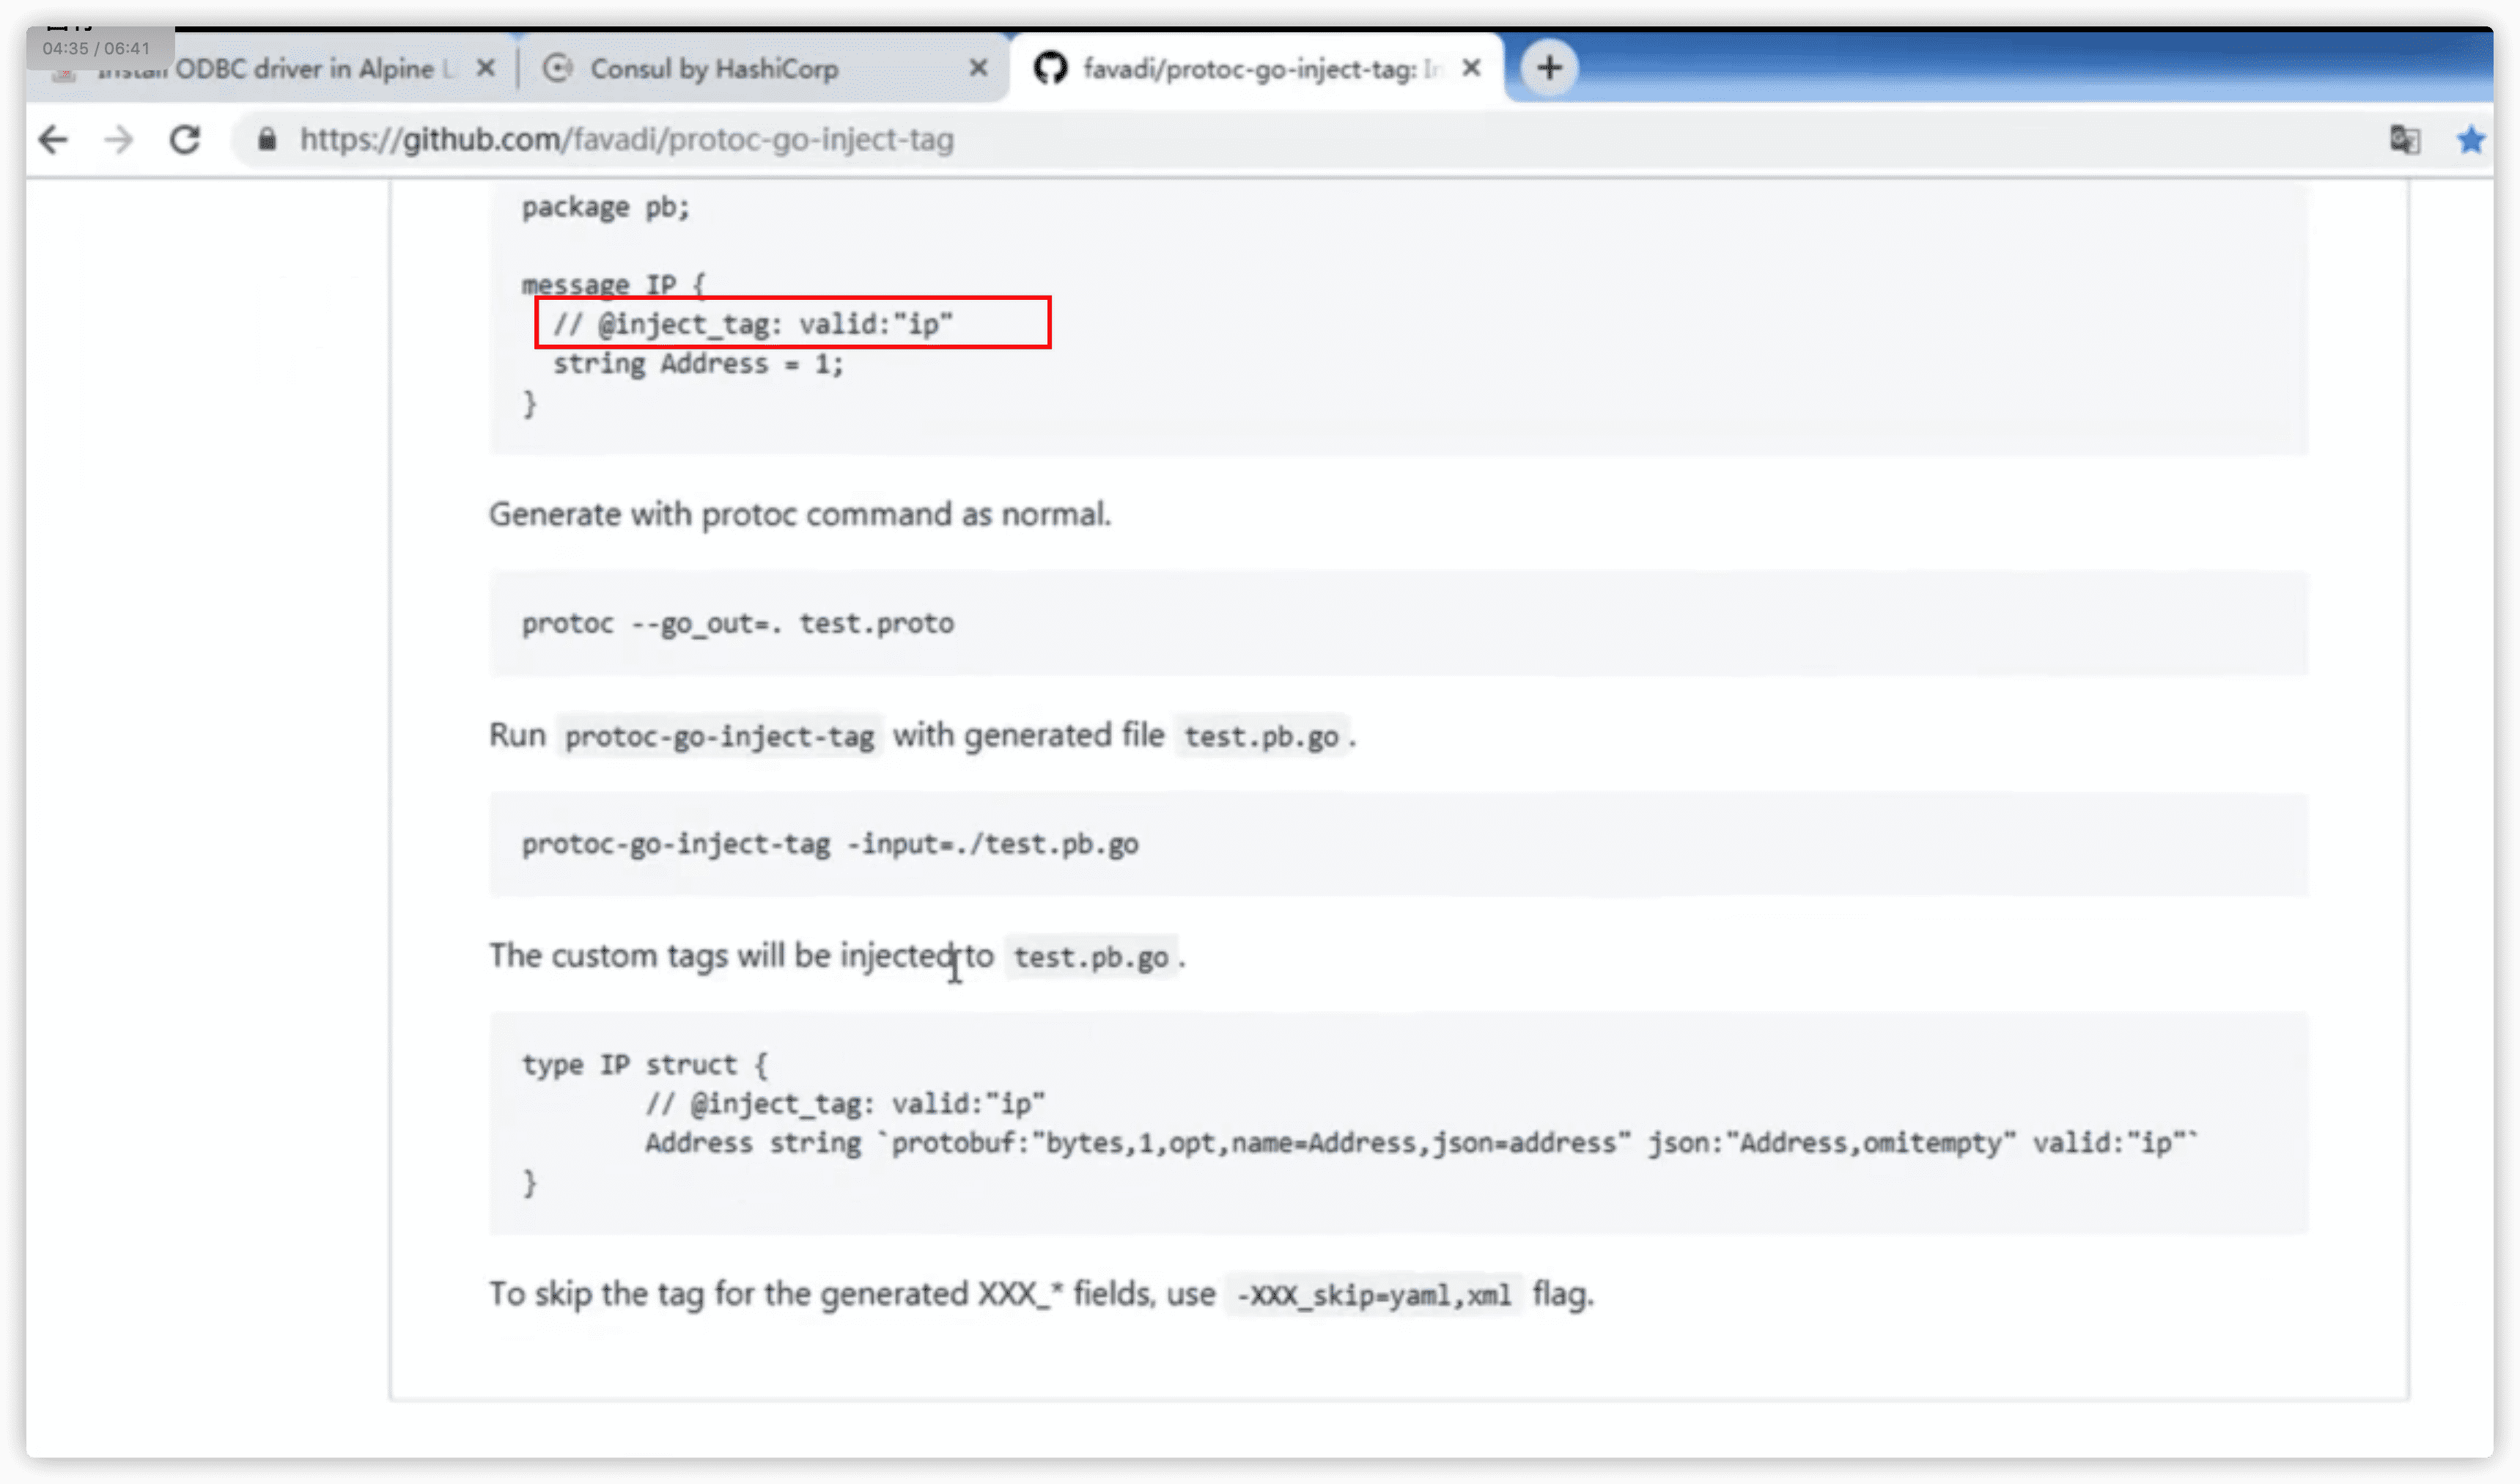 04:35 / 06:41
Install ODBC driver in Alpine L
Consul by HashiCorp
favadi/protoc-go-inject-tag: In
https://github.com/favadi/protoc-go-inject-tag
package pb;
message IP {
// @inject_tag: valid:"ip"
string Address = 1;
}
Generate with protoc command as normal.
protoc --go_out=. test.proto
Run protoc-go-inject-tag with generated file test.pb.go.
protoc-go-inject-tag -input=./test.pb.go
The custom tags will be injected to test.pb.go.
type IP struct {
// @inject_tag: valid:"ip"
Address string `protobuf:"bytes,1,opt,name=Address,json=address" json:"Address,omitempty" valid:"ip"`
}
To skip the tag for the generated XXX_* fields, use -XXX_skip=yaml,xml flag.